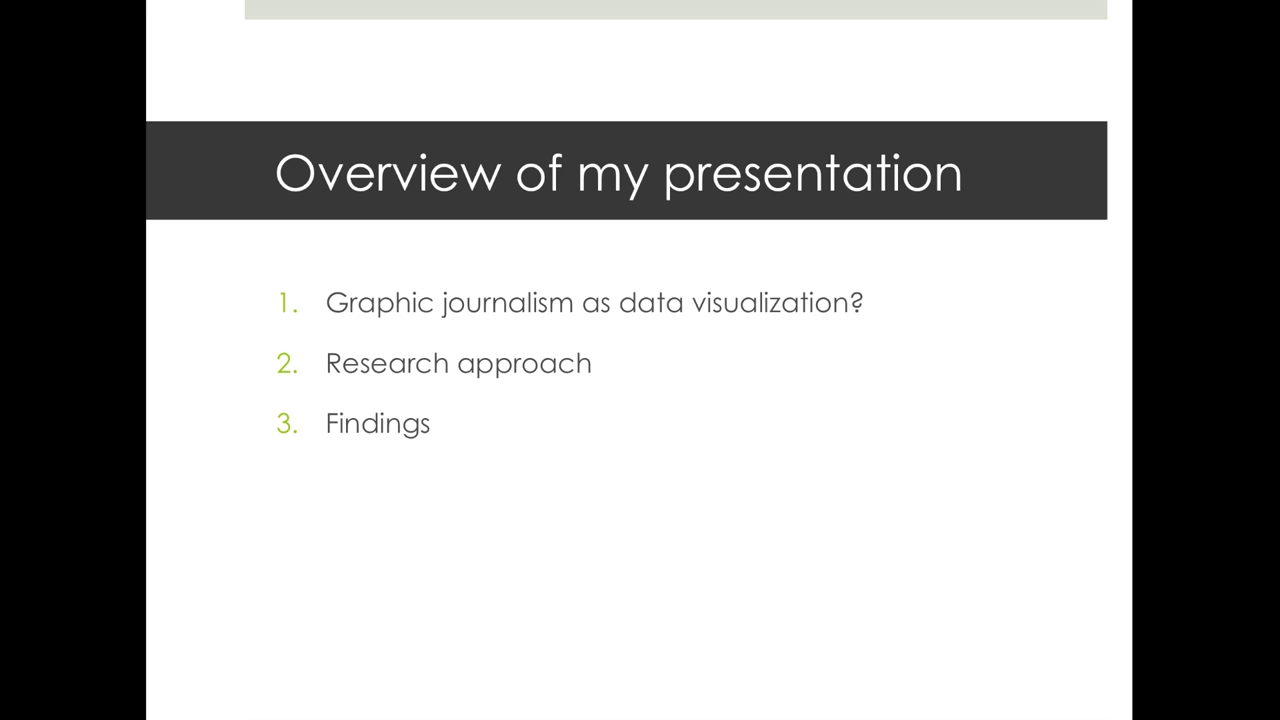 Overview of my presentation
1. Graphic journalism as data visualization?
2. Research approach
3. Findings